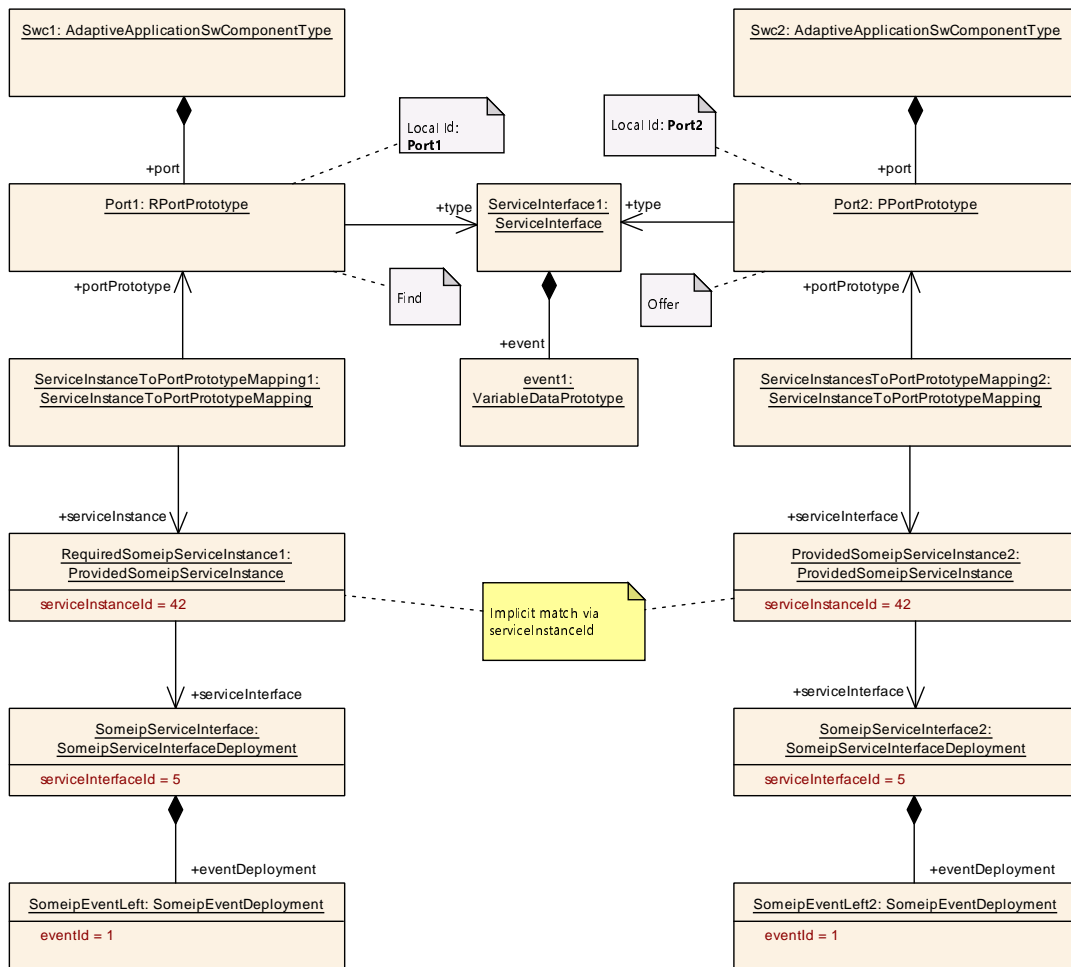 Swc1: AdaptiveApplicationSwComponentType
Swc2: AdaptiveApplicationSwComponentType
Local Id:
Port1
Local Id: Port2
+port
+port
Port1: RPortPrototype
+type
ServiceInterface1:
ServiceInterface
+type
Port2: PPortPrototype
+portPrototype
Find
Offer
+portPrototype
+event
ServiceInstanceToPortPrototypeMapping1:
ServiceInstanceToPortPrototypeMapping
event1:
VariableDataPrototype
ServiceInstancesToPortPrototypeMapping2:
ServiceInstanceToPortPrototypeMapping
+serviceInstance
+serviceInterface
RequiredSomeipServiceInstance1:
ProvidedSomeipServiceInstance
serviceInstanceId = 42
Implicit match via
serviceInstanceId
ProvidedSomeipServiceInstance2:
ProvidedSomeipServiceInstance
serviceInstanceId = 42
+serviceInterface
+serviceInterface
SomeipServiceInterface:
SomeipServiceInterfaceDeployment
serviceInterfaceId = 5
SomeipServiceInterface2:
SomeipServiceInterfaceDeployment
serviceInterfaceId = 5
+eventDeployment
+eventDeployment
SomeipEventLeft: SomeipEventDeployment
eventId = 1
SomeipEventLeft2: SomeipEventDeployment
eventId = 1